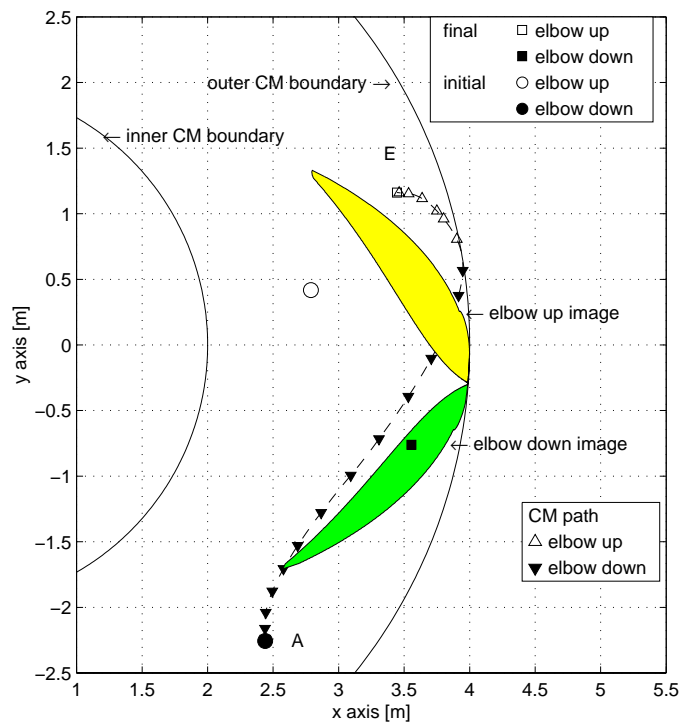 2.5
2
1.5
1
0.5
0
−0.5
−1
−1.5
−2
−2.5
y axis [m]
1
1.5
2
2.5
3
3.5
4
4.5
5
5.5
x axis [m]
final
elbow up
elbow down
initial
elbow up
elbow down
outer CM boundary
inner CM boundary
E
elbow up image
elbow down image
CM path
elbow up
elbow down
A